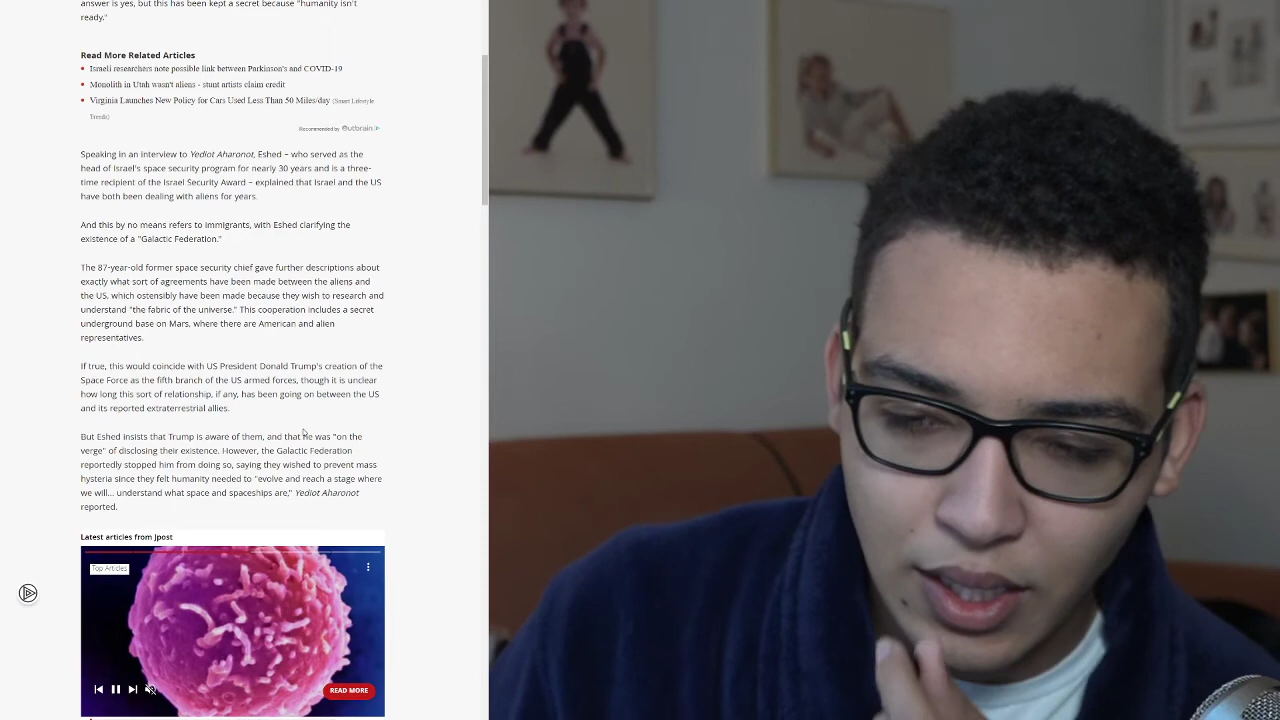 answer is yes, but this has been kept a secret because "humanity isn't
ready."
Read More Related Articles
Israeli researchers note possible link between Parkinson's and COVID-19
Monolith in Utah wasn't aliens - stunt artists claim credit
Virginia Launches New Policy for Cars Used Less Than 50 Miles/day (Smart Lifestyle
Trends)
Recommended by Outbrain
Speaking in an interview to Yediot Aharonot, Eshed – who served as the
head of Israel's space security program for nearly 30 years and is a three-
time recipient of the Israel Security Award – explained that Israel and the US
have both been dealing with aliens for years.
And this by no means refers to immigrants, with Eshed clarifying the
existence of a "Galactic Federation."
The 87-year-old former space security chief gave further descriptions about
exactly what sort of agreements have been made between the aliens and
the US, which ostensibly have been made because they wish to research and
understand "the fabric of the universe." This cooperation includes a secret
underground base on Mars, where there are American and alien
representatives.
If true, this would coincide with US President Donald Trump's creation of the
Space Force as the fifth branch of the US armed forces, though it is unclear
how long this sort of relationship, if any, has been going on between the US
and its reported extraterrestrial allies.
But Eshed insists that Trump is aware of them, and that he was "on the
verge" of disclosing their existence. However, the Galactic Federation
reportedly stopped him from doing so, saying they wished to prevent mass
hysteria since they felt humanity needed to "evolve and reach a stage where
we will... understand what space and spaceships are," Yediot Aharonot
reported.
Latest articles from Jpost
Top Articles
READ MORE